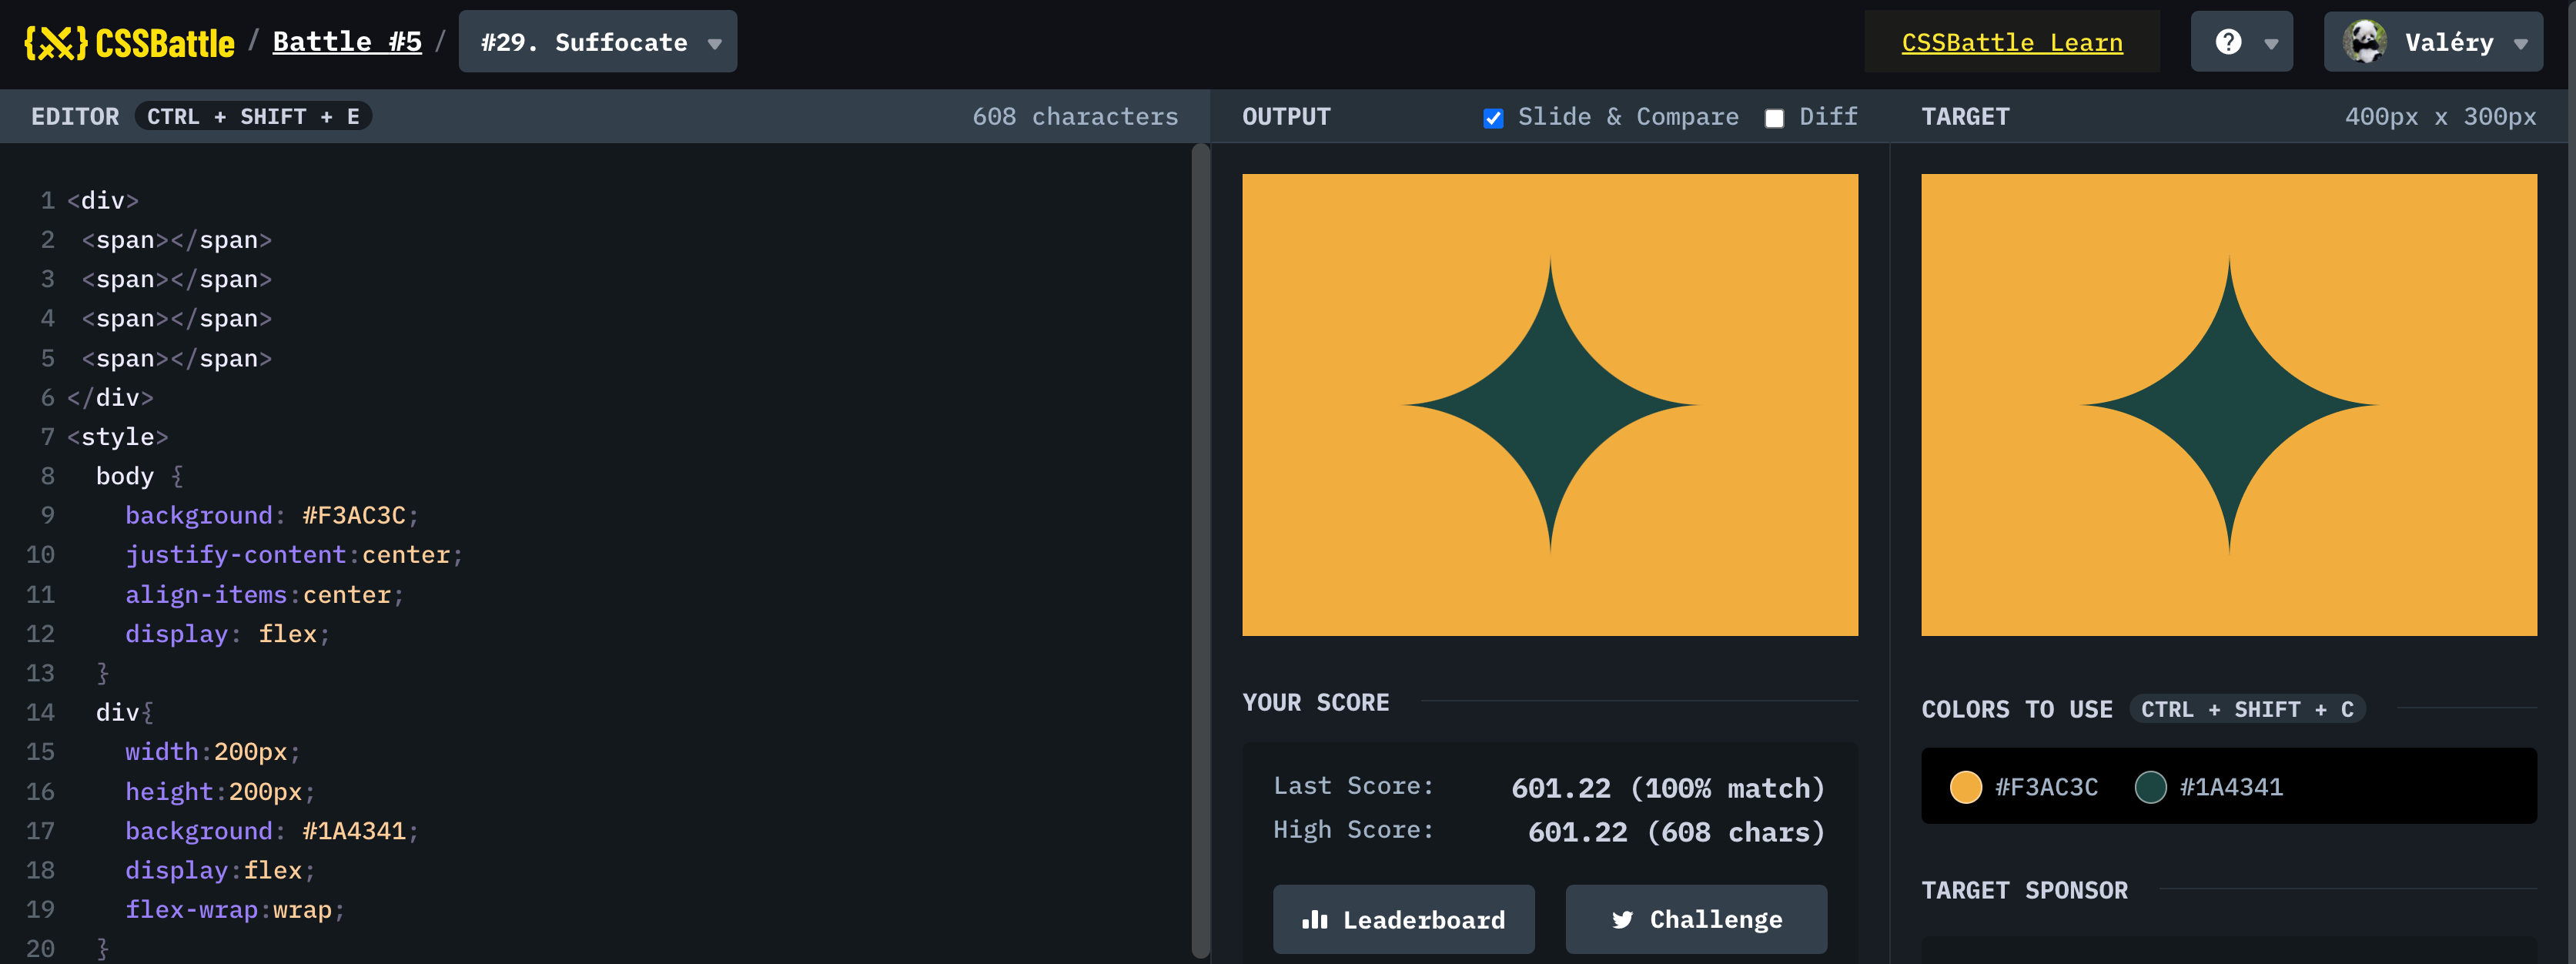 {X} CSSBattle / Battle #5 / #29. Suffocate
CSSBattle Learn
?
Valéry
EDITOR CTRL + SHIFT + E 608 characters
1 <div>
2 <span></span>
3 <span></span>
4 <span></span>
5 <span></span>
6 </div>
7 <style>
8 body {
9 background: #F3AC3C;
10 justify-content:center;
11 align-items:center;
12 display: flex;
13 }
14 div{
15 width:200px;
16 height:200px;
17 background: #1A4341;
18 display:flex;
19 flex-wrap:wrap;
20 }
OUTPUT Slide & Compare Diff
YOUR SCORE
Last Score: 601.22 (100% match)
High Score: 601.22 (608 chars)
Leaderboard Challenge
TARGET 400px x 300px
COLORS TO USE CTRL + SHIFT + C
#F3AC3C #1A4341
TARGET SPONSOR